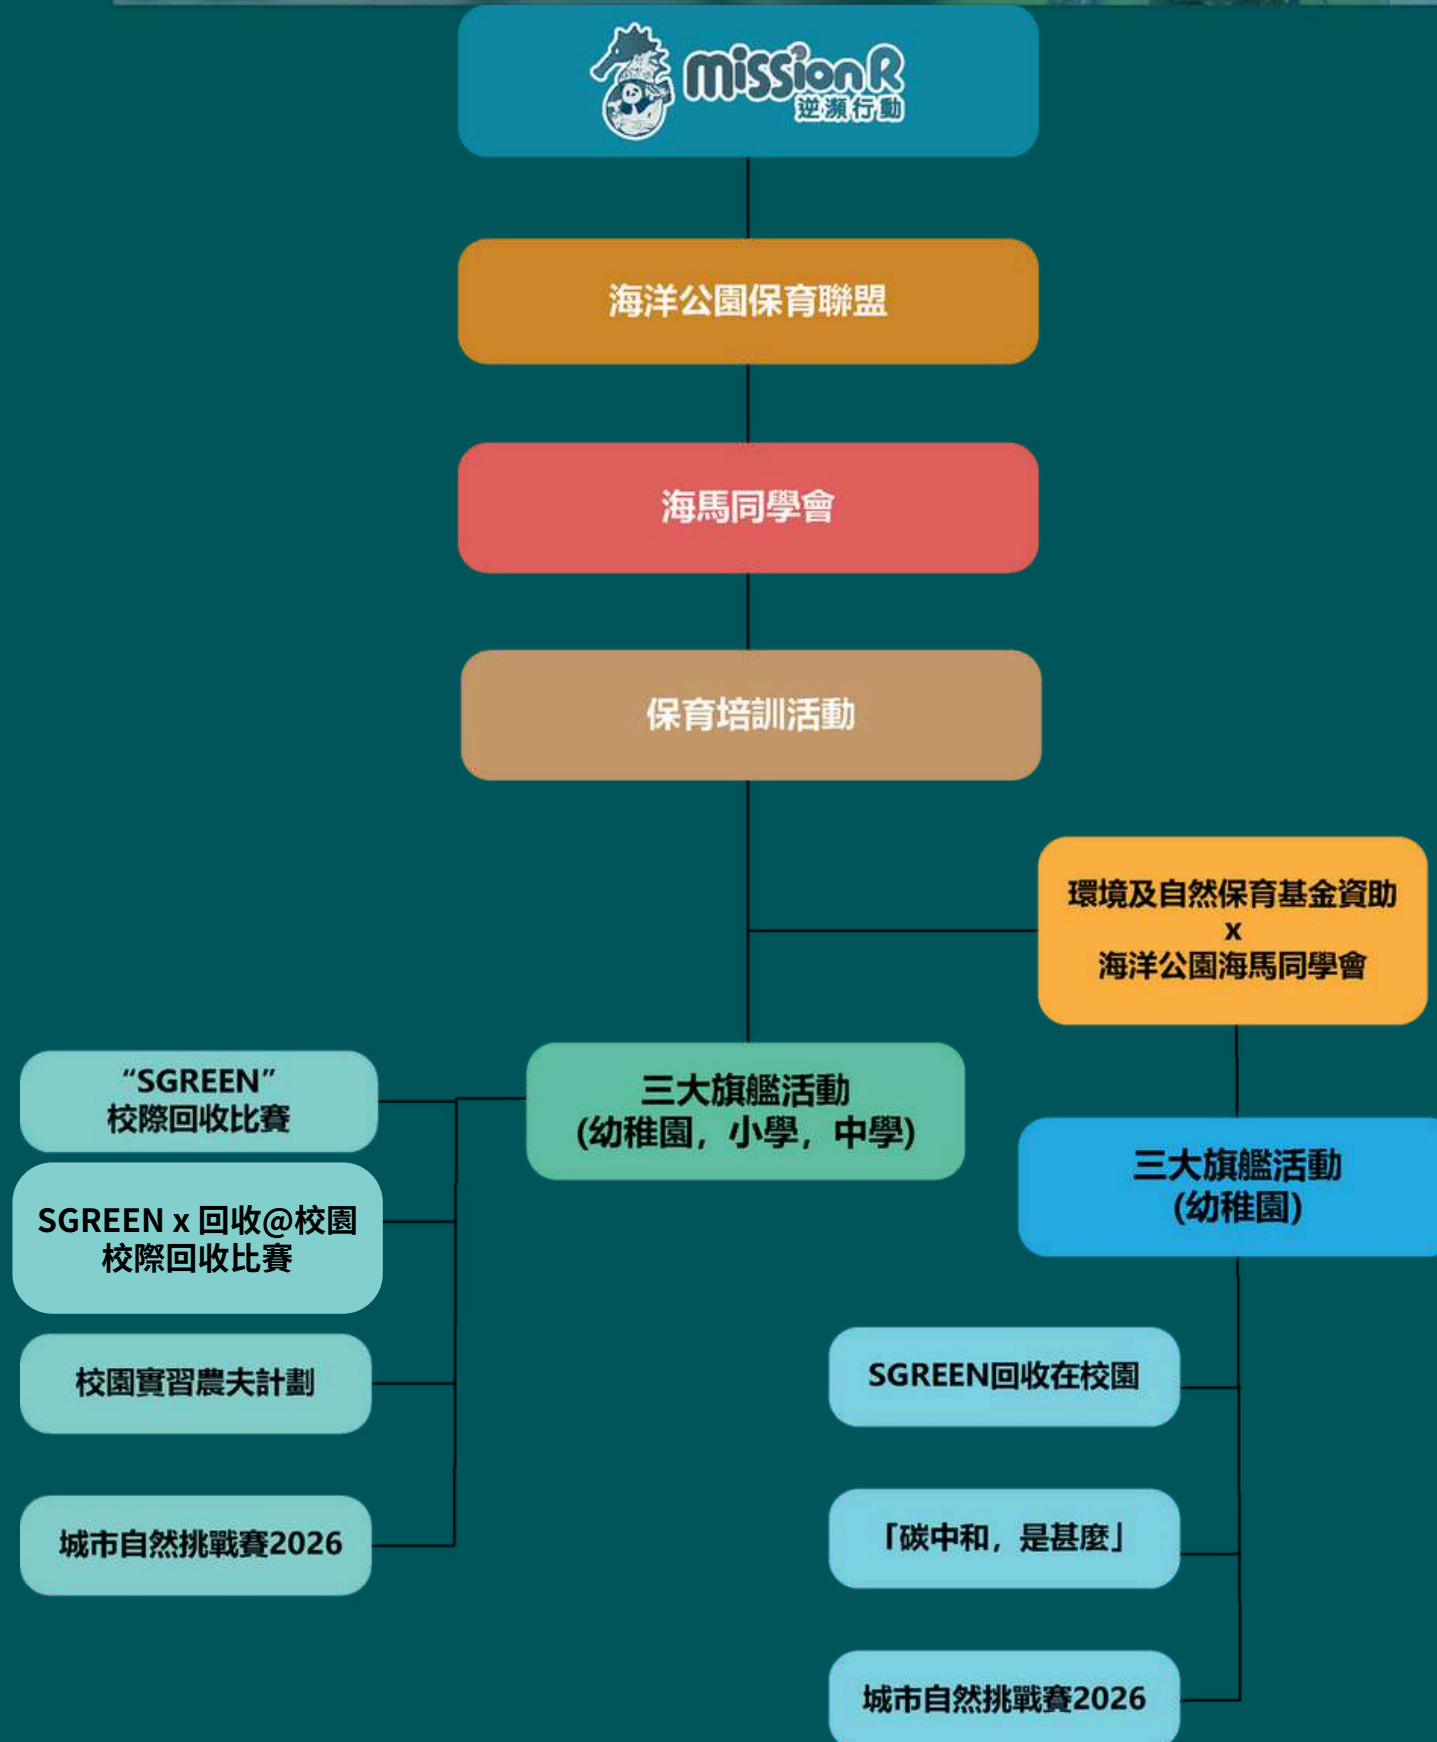 missionR
逆瀕行動
海洋公園保育聯盟
海馬同學會
保育培訓活動
環境及自然保育基金資助
x
海洋公園海馬同學會
三大旗艦活動
(幼稚園，小學，中學)
“SGREEN”
校際回收比賽
SGREEN x 回收@校園
校際回收比賽
校園實習農夫計劃
城市自然挑戰賽2026
三大旗艦活動
(幼稚園)
SGREEN回收在校園
「碳中和，是甚麼」
城市自然挑戰賽2026